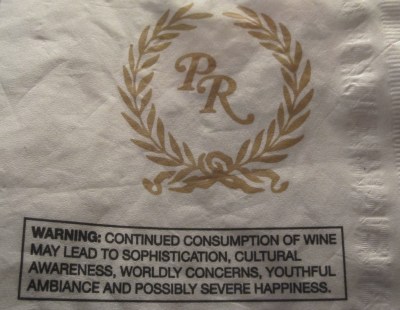 PR
WARNING: CONTINUED CONSUMPTION OF WINE
MAY LEAD TO SOPHISTICATION, CULTURAL
AWARENESS, WORLDLY CONCERNS, YOUTHFUL
AMBIANCE AND POSSIBLY SEVERE HAPPINESS.